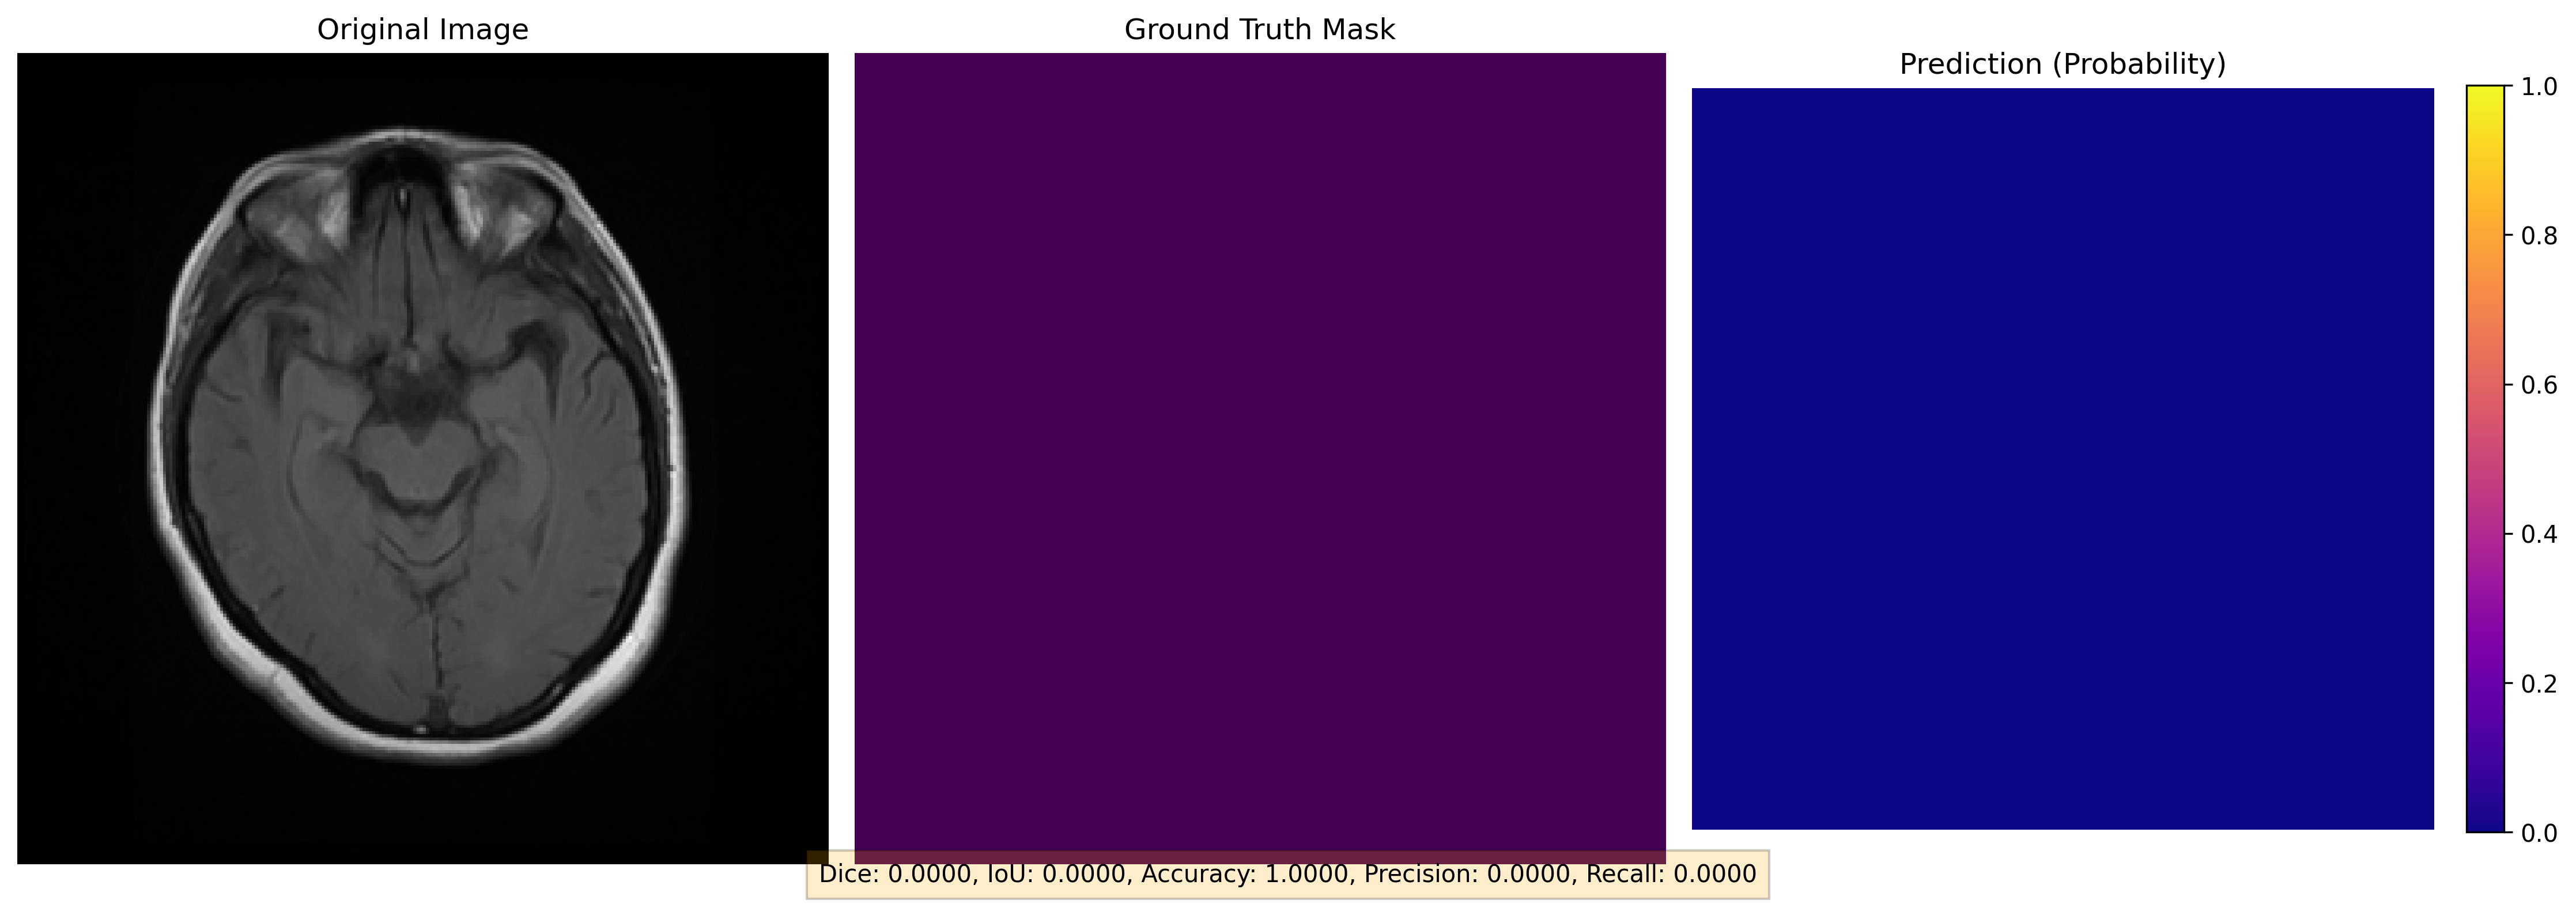 Original Image
Ground Truth Mask
Prediction (Probability)
1.0
0.8
0.6
0.4
0.2
0.0
Dice: 0.0000, IoU: 0.0000, Accuracy: 1.0000, Precision: 0.0000, Recall: 0.0000